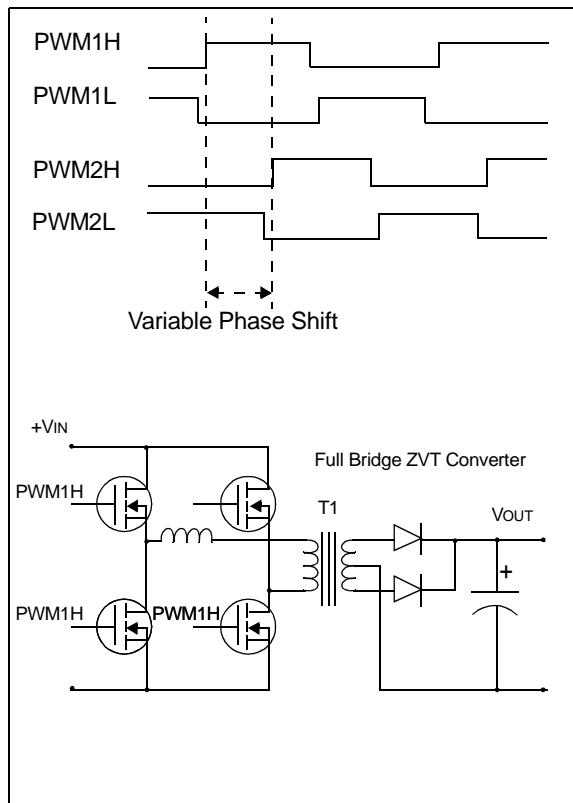 PWM1H
PWM1L
PWM2H
PWM2L
Variable Phase Shift
+VIN
Full Bridge ZVT Converter
PWM1H
T1
VOUT
+
PWM1H
PWM1H